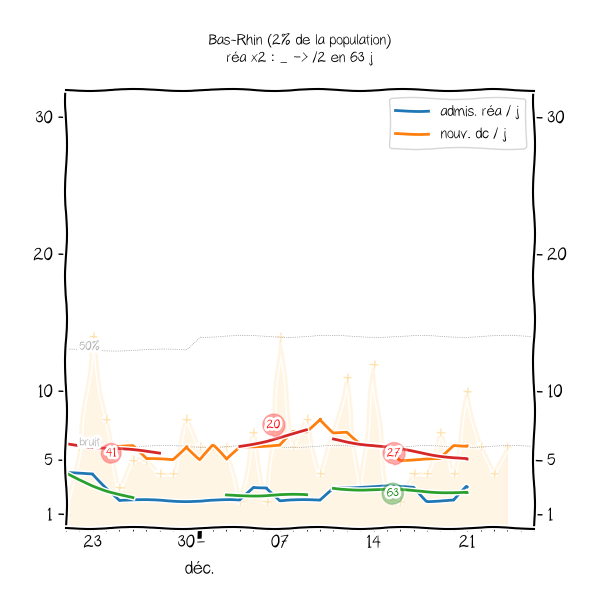 Bas-Rhin (2% de la population)
réa x2 : _ -> /2 en 63 j
admis. réa / j
nouv. dc / j
30 30
20 20
50%
10 10
20
bruit
41 27
5 5
63
1 1
23 30 07 14 21
déc.